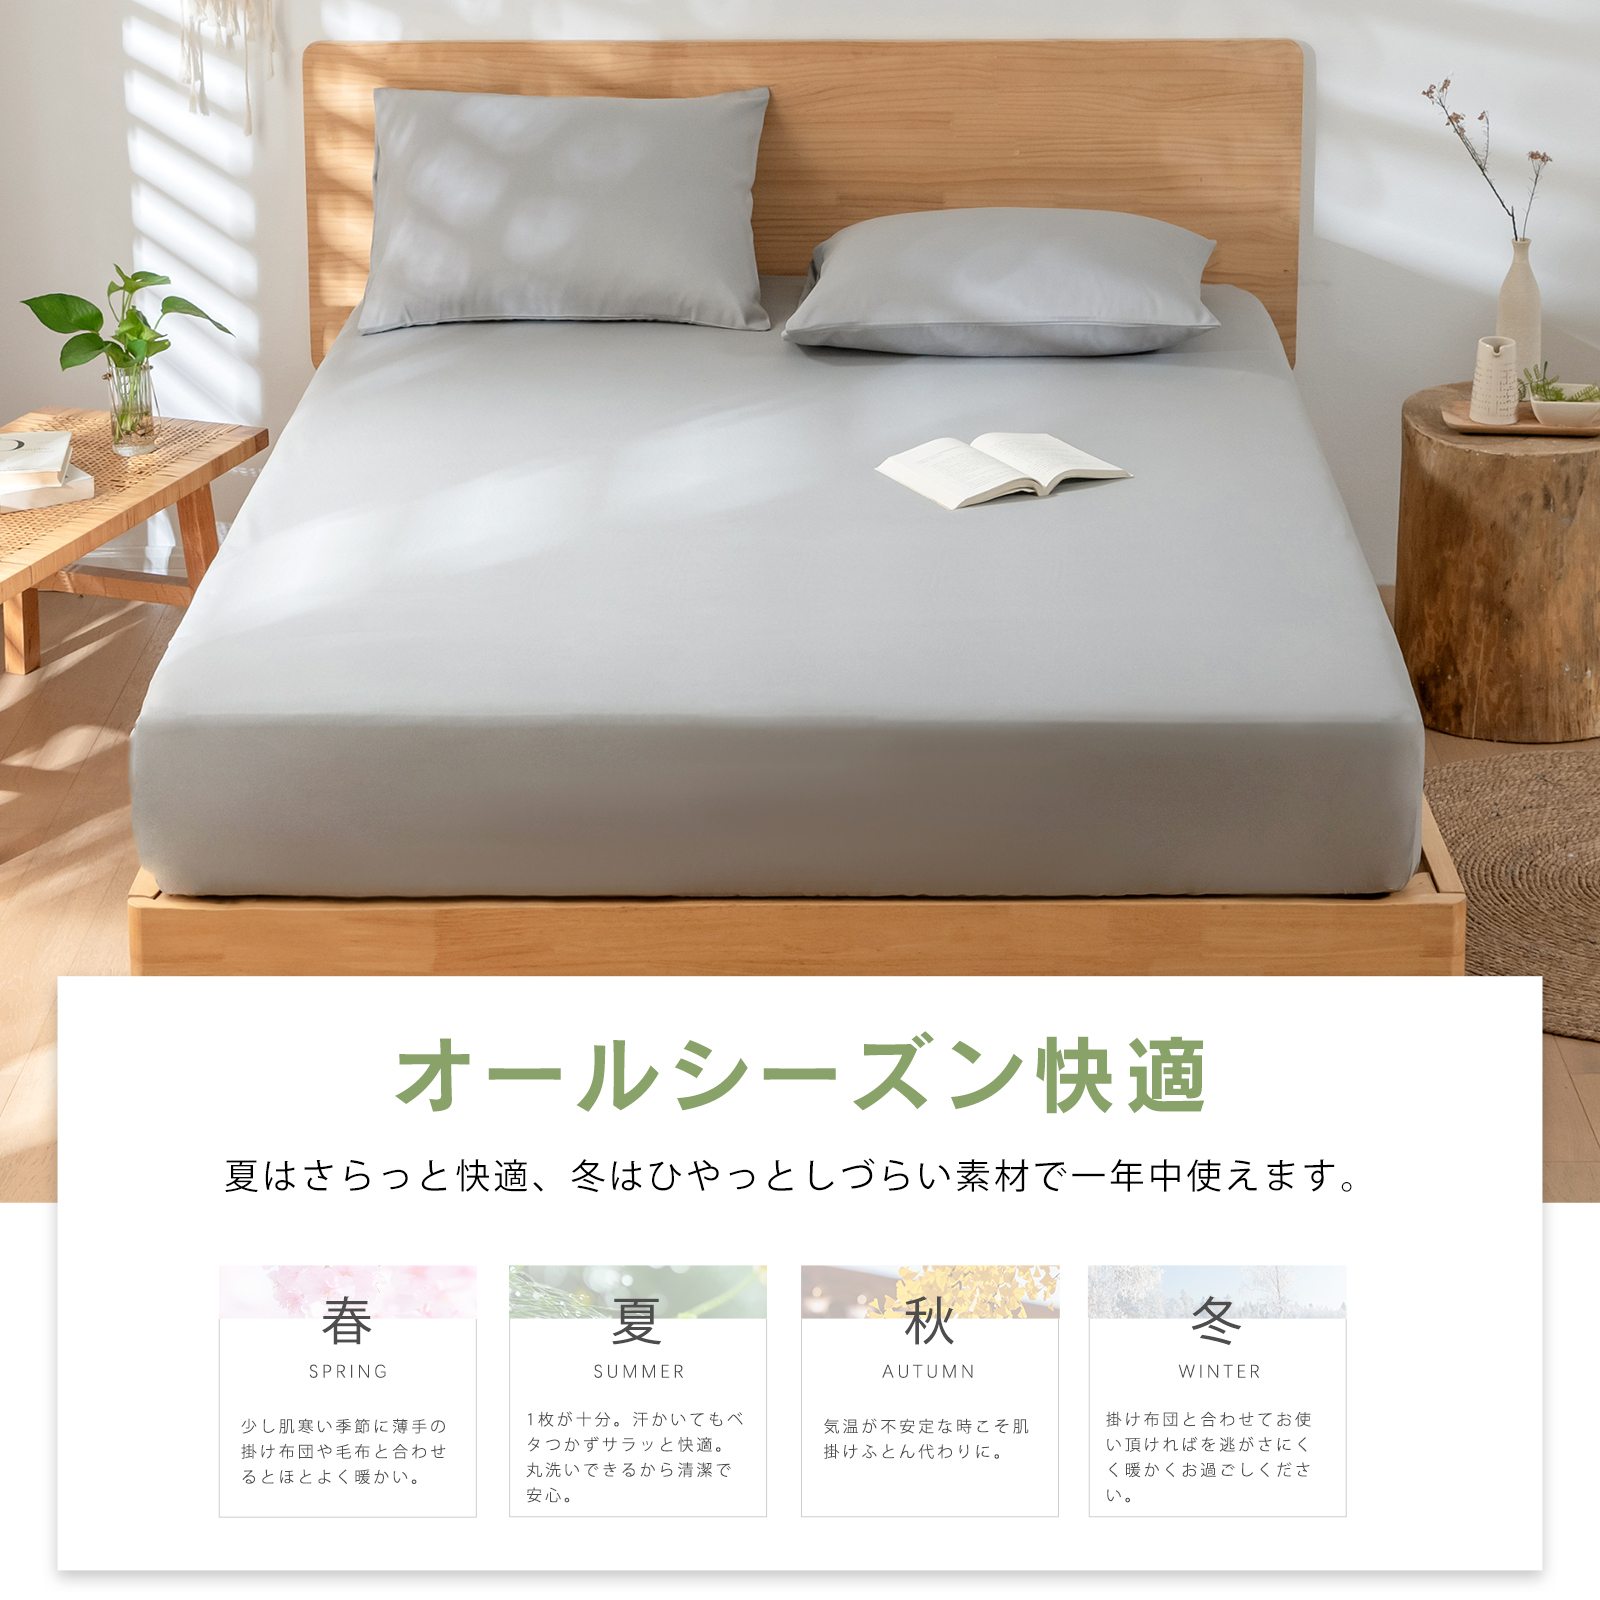 オールシーズン快適
夏はさらっと快適、冬はひやっとしづらい素材で一年中使えます。
春
SPRING
少し肌寒い季節に薄手の
掛け布団や毛布と合わせ
るとほとよく暖かい。
夏
SUMMER
1枚が十分。汗かいてもベ
タつかずサラッと快適。
丸洗いできるから清潔で
安心。
秋
AUTUMN
気温が不安定な時こそ肌
掛けふとん代わりに。
冬
WINTER
掛け布団と合わせてお使
い頂ければを逃がさにく
く暖かくお過ごしくださ
い。